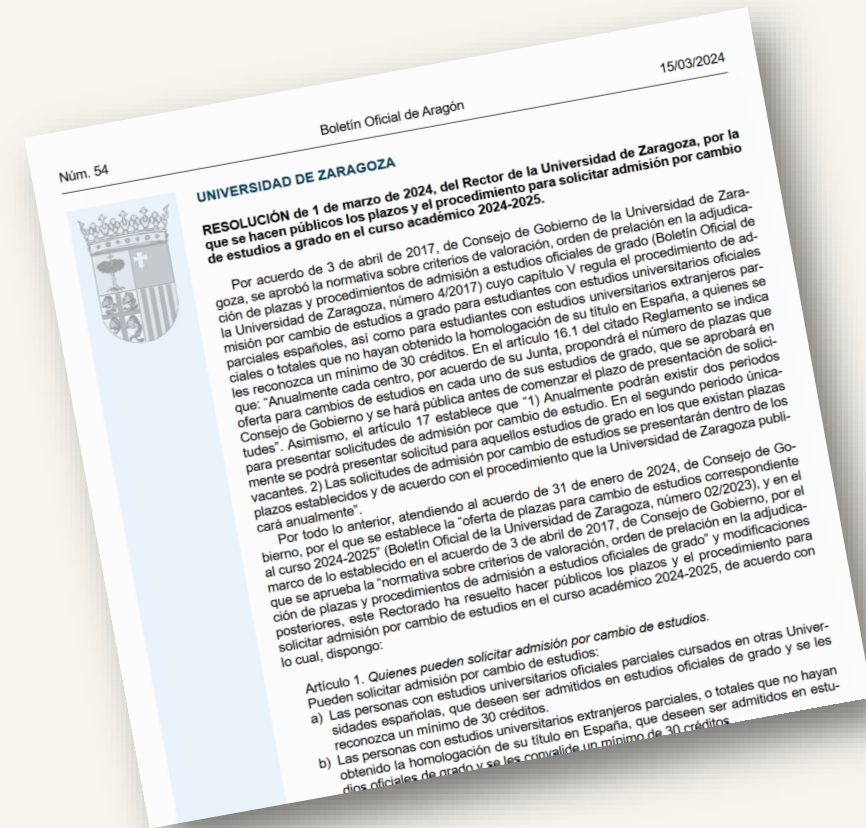 Núm. 54
Boletín Oficial de Aragón
15/03/2024
UNIVERSIDAD DE ZARAGOZA
RESOLUCIÓN de 1 de marzo de 2024, del Rector de la Universidad de Zaragoza, por la
que se hacen públicos los plazos y el procedimiento para solicitar admisión por cambio
de estudios a grado en el curso académico 2024-2025.
Por acuerdo de 3 de abril de 2017, de Consejo de Gobierno de la Universidad de Zara-
goza, se aprobó la normativa sobre criterios de valoración, orden de prelación en la adjudica-
ción de plazas y procedimientos de admisión a estudios oficiales de grado (Boletín Oficial de
la Universidad de Zaragoza, número 4/2017) cuyo capítulo V regula el procedimiento de ad-
misión por cambio de estudios a grado para estudiantes con estudios universitarios oficiales
parciales españoles, así como para estudiantes con estudios universitarios extranjeros par-
ciales o totales que no hayan obtenido la homologación de su título en España, a quienes se
les reconozca un mínimo de 30 créditos. En el artículo 16.1 del citado Reglamento se indica
que: "Anualmente cada centro, por acuerdo de su Junta, propondrá el número de plazas que
oferta para cambios de estudios en cada uno de sus estudios de grado, que se aprobará en
Consejo de Gobierno y se hará pública antes de comenzar el plazo de presentación de solici-
tudes". Asimismo, el artículo 17 establece que "1) Anualmente podrán existir dos periodos
para presentar solicitudes de admisión por cambio de estudio. En el segundo periodo única-
mente se podrá presentar solicitud para aquellos estudios de grado en los que existan plazas
vacantes. 2) Las solicitudes de admisión por cambio de estudios se presentarán dentro de los
plazos establecidos y de acuerdo con el procedimiento que la Universidad de Zaragoza publi-
cará anualmente".
Por todo lo anterior, atendiendo al acuerdo de 31 de enero de 2024, de Consejo de Go-
bierno, por el que se establece la "oferta de plazas para cambio de estudios correspondiente
al curso 2024-2025" (Boletín Oficial de la Universidad de Zaragoza, número 02/2023), y en el
marco de lo establecido en el acuerdo de 3 de abril de 2017, de Consejo de Gobierno, por el
que se aprueba la "normativa sobre criterios de valoración, orden de prelación en la adjudica-
ción de plazas y procedimientos de admisión a estudios oficiales de grado" y modificaciones
posteriores, este Rectorado ha resuelto hacer públicos los plazos y el procedimiento para
solicitar admisión por cambio de estudios en el curso académico 2024-2025, de acuerdo con
lo cual, dispongo:
Artículo 1. Quienes pueden solicitar admisión por cambio de estudios.
Pueden solicitar admisión por cambio de estudios:
a) Las personas con estudios universitarios oficiales parciales cursados en otras Univer-
sidades españolas, que deseen ser admitidos en estudios oficiales de grado y se les
reconozca un mínimo de 30 créditos.
b) Las personas con estudios universitarios extranjeros parciales, o totales que no hayan
obtenido la homologación de su título en España, que deseen ser admitidos en estu-
dios oficiales de grado y se les convalide un mínimo de 30 créditos.